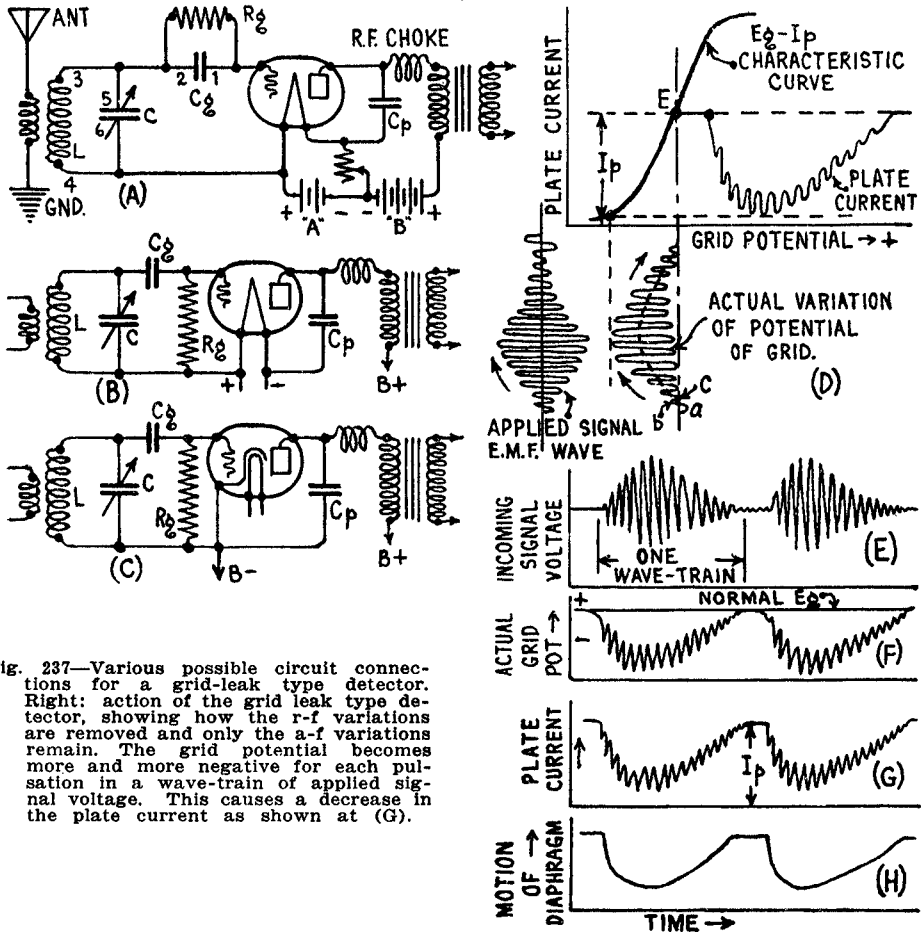 ANT
Rg
R.F. CHOKE
3
2
1
Cg
5
6
C
L
4
GND.
(A)
Cp
+ "A" - - "B" +
Cg
L
C
Rg
Cp
(B)
+ -
B+
Cg
L
C
Rg
Cp
(C)
B-
B+
PLATE CURRENT
Eg-Ip
CHARACTERISTIC
CURVE
E
Ip
PLATE
CURRENT
GRID POTENTIAL → +
ACTUAL VARIATION
OF POTENTIAL
OF GRID.
(D)
C
b
a
APPLIED SIGNAL
E.M.F. WAVE
INCOMING
SIGNAL
VOLTAGE
ONE
WAVE-TRAIN
(E)
ACTUAL
GRID
POT →
+
-
NORMAL Eg
(F)
PLATE
CURRENT
Ip
(G)
MOTION →
OF
DIAPHRAGM
(H)
TIME →
ig. 237—Various possible circuit connec-
tions for a grid-leak type detector.
Right: action of the grid leak type de-
tector, showing how the r-f variations
are removed and only the a-f variations
remain. The grid potential becomes
more and more negative for each pul-
sation in a wave-train of applied sig-
nal voltage. This causes a decrease in
the plate current as shown at (G).